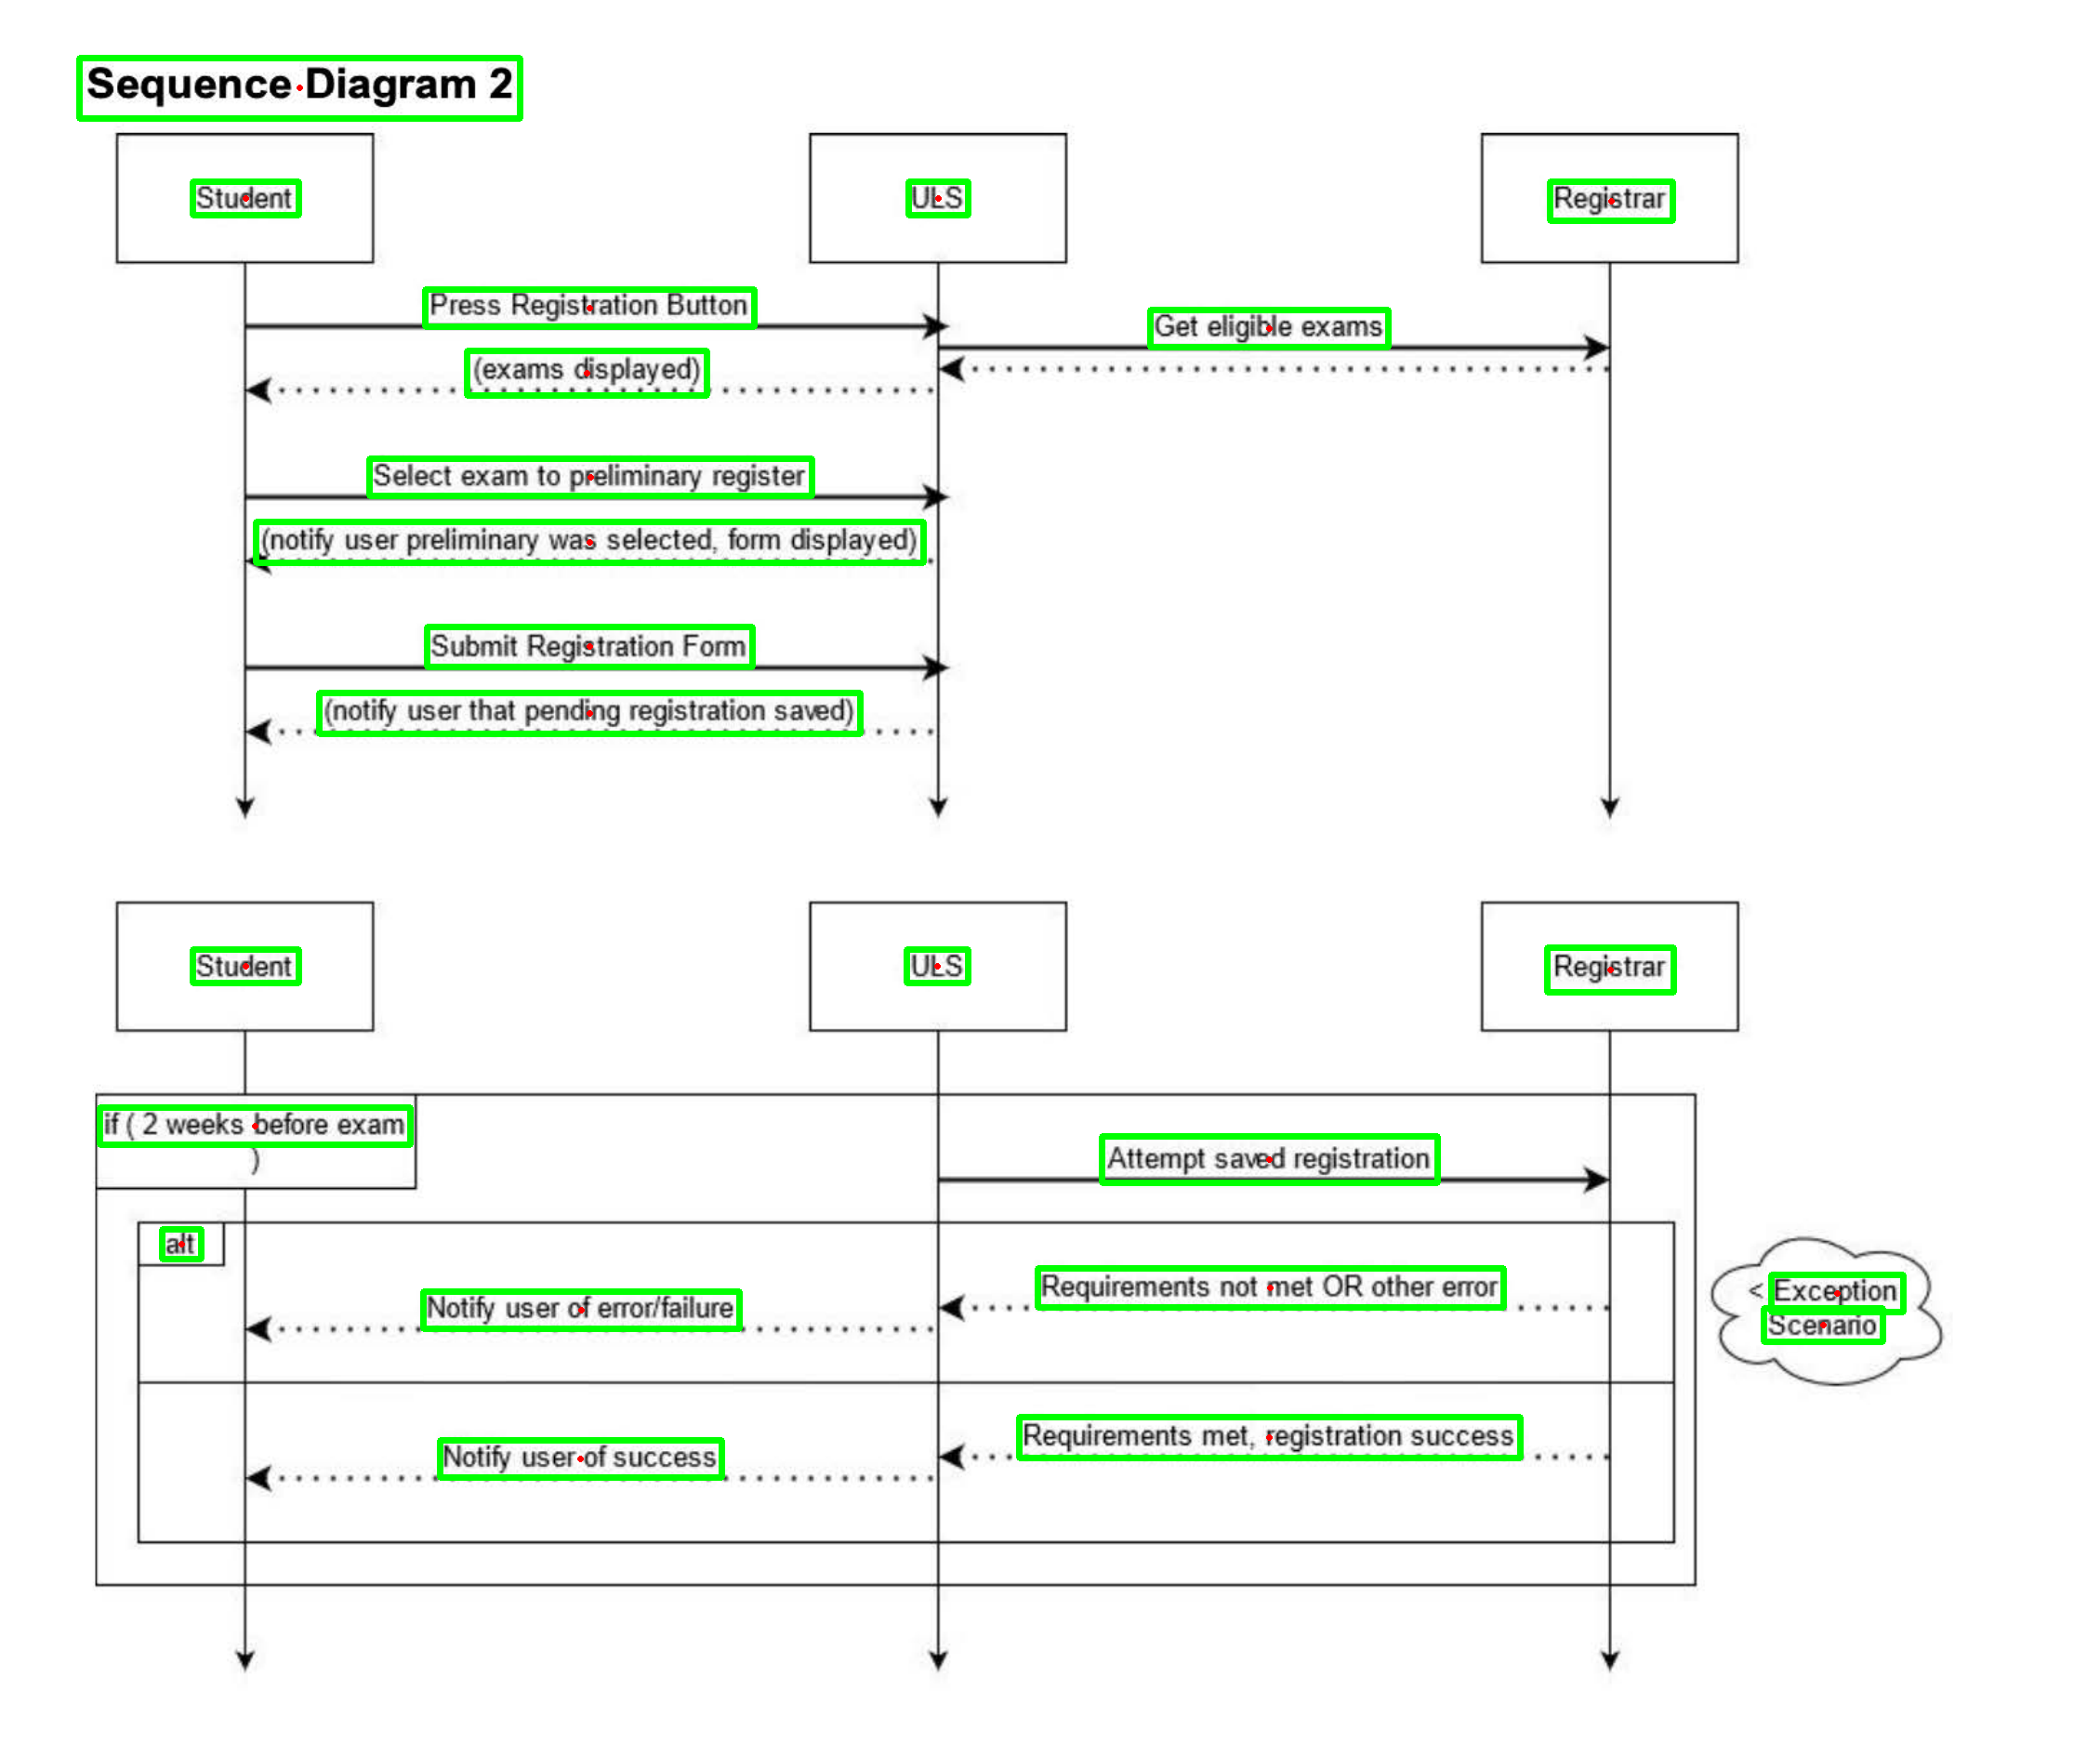 Sequence Diagram 2
Student
ULS
Registrar
Press Registration Button
Get eligible exams
(exams displayed)
Select exam to preliminary register
(notify user preliminary was selected, form displayed)
Submit Registration Form
(notify user that pending registration saved)
Student
ULS
Registrar
if ( 2 weeks before exam
)
Attempt saved registration
alt
Requirements not met OR other error
Notify user of error/failure
< Exception
Scenario
Requirements met, registration success
Notify user of success